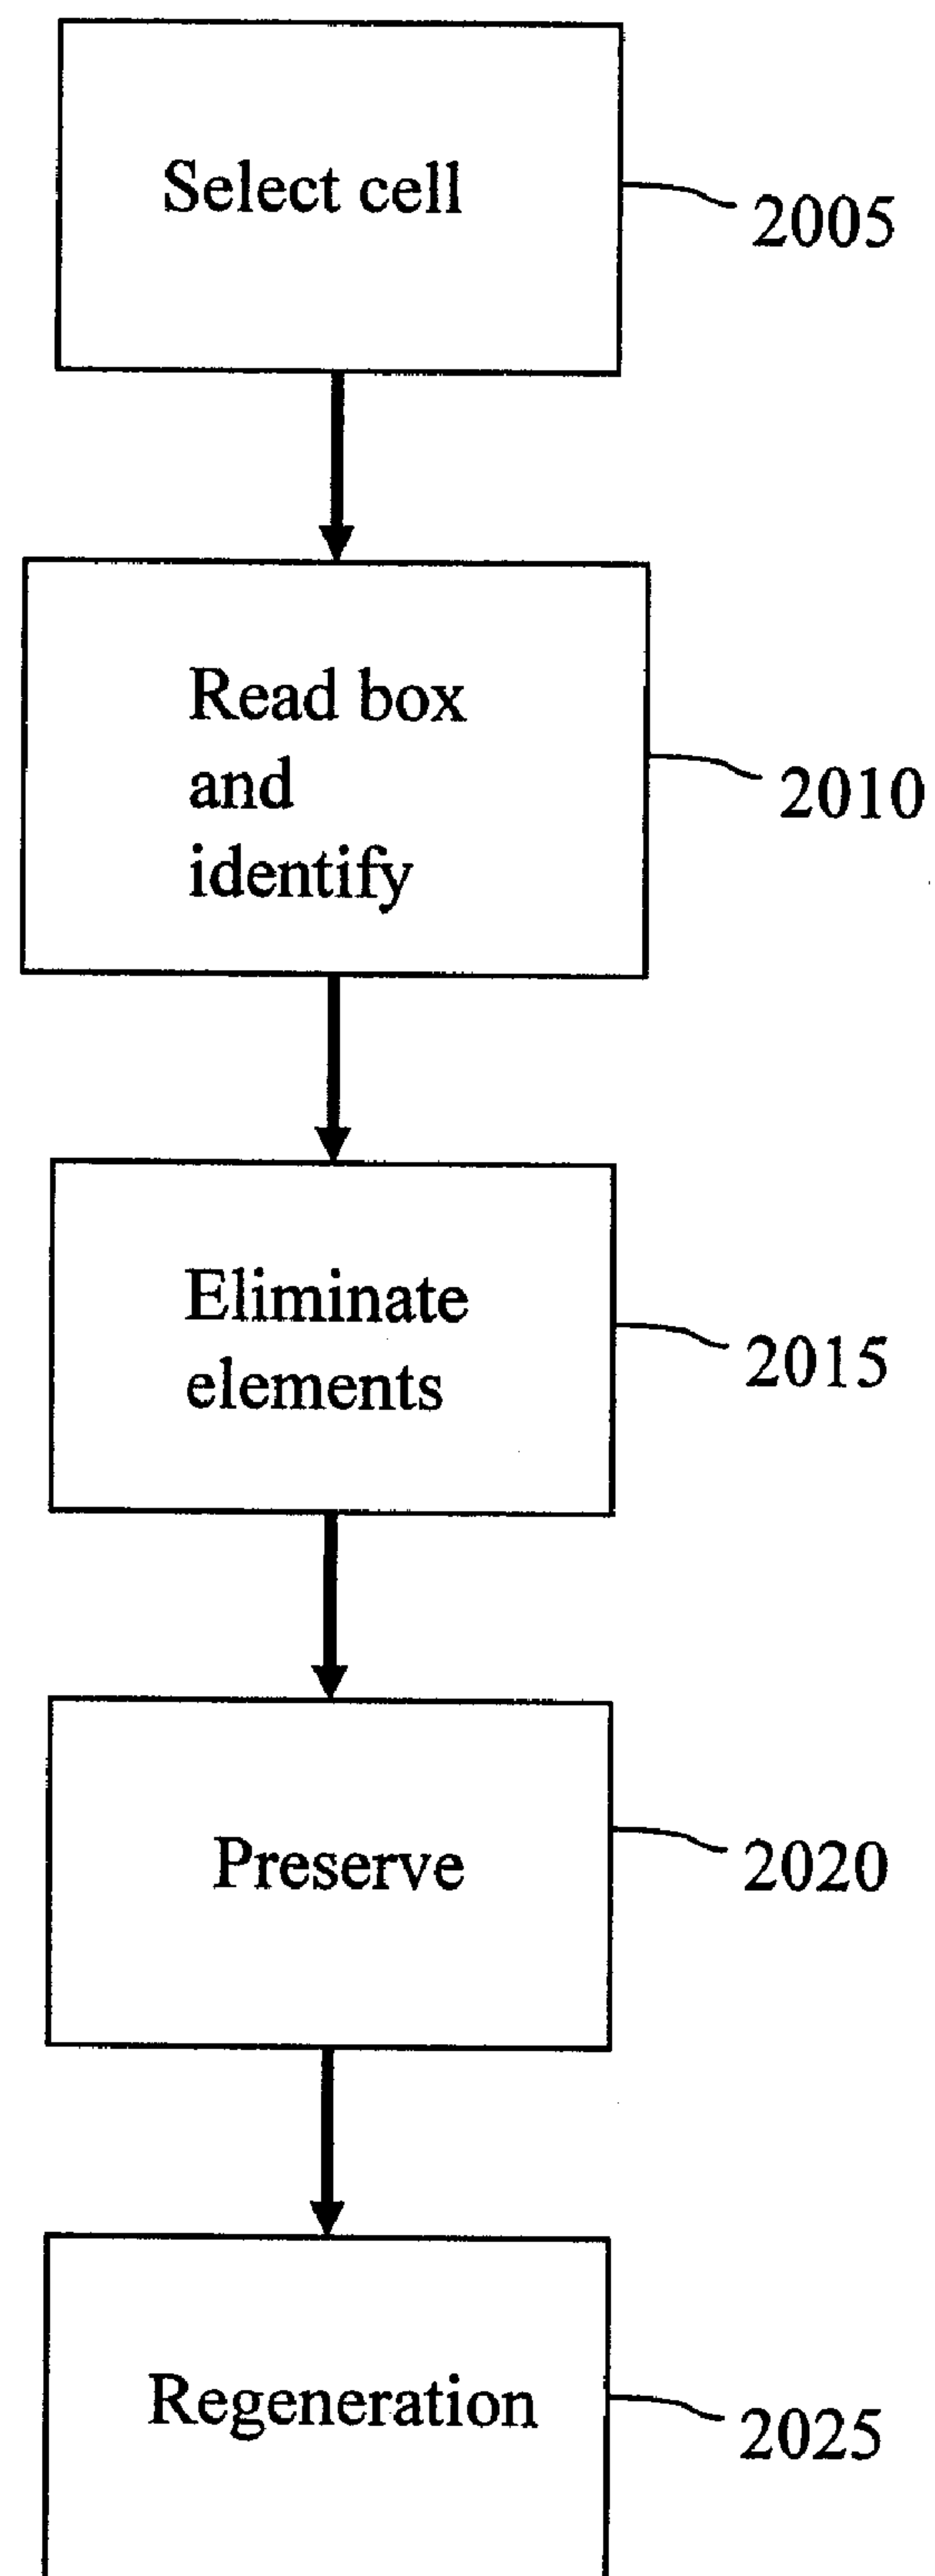 Select cell
2005
Read box
and
identify
2010
Eliminate
elements
2015
Preserve
2020
Regeneration
2025